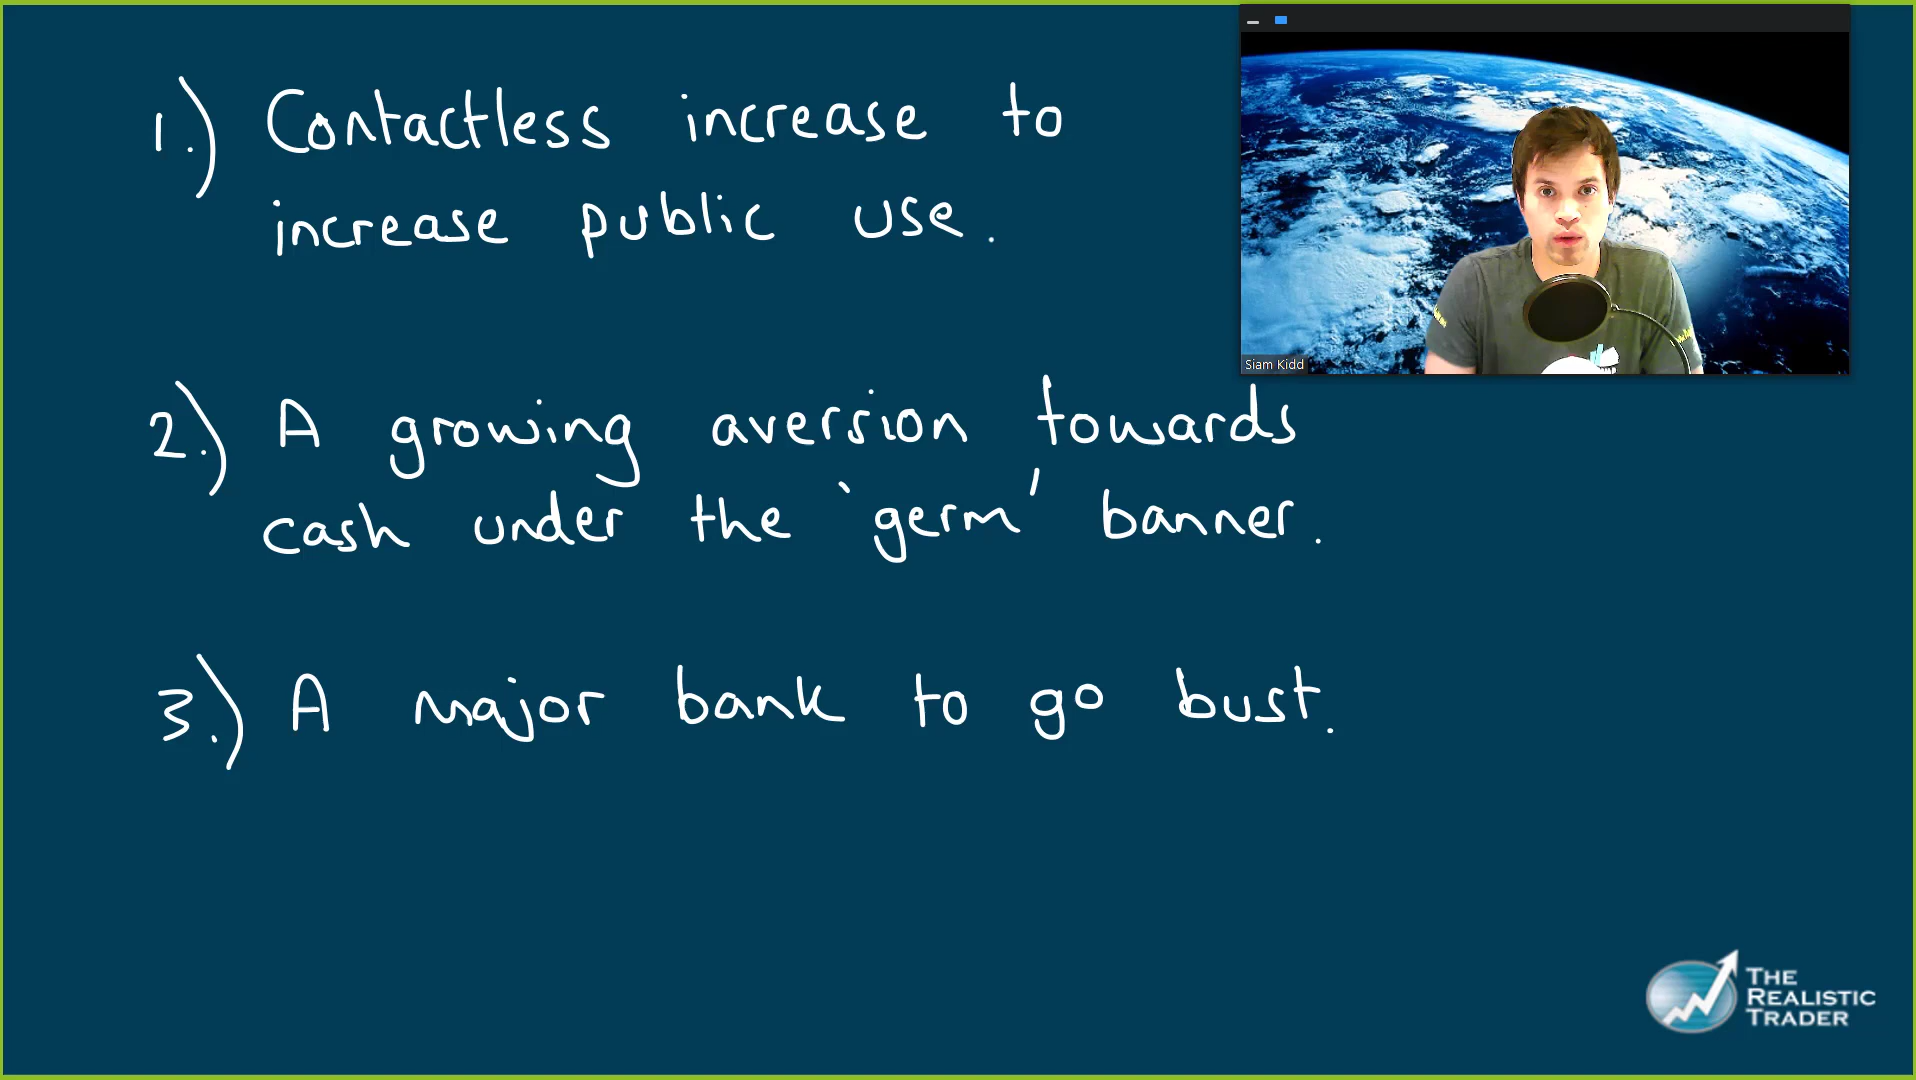 1.) Contactless increase to
increase public use.
Siam Kidd
2.) A growing aversion towards
cash under the 'germ' banner.
3.) A major bank to go bust.
THE
REALISTIC
TRADER